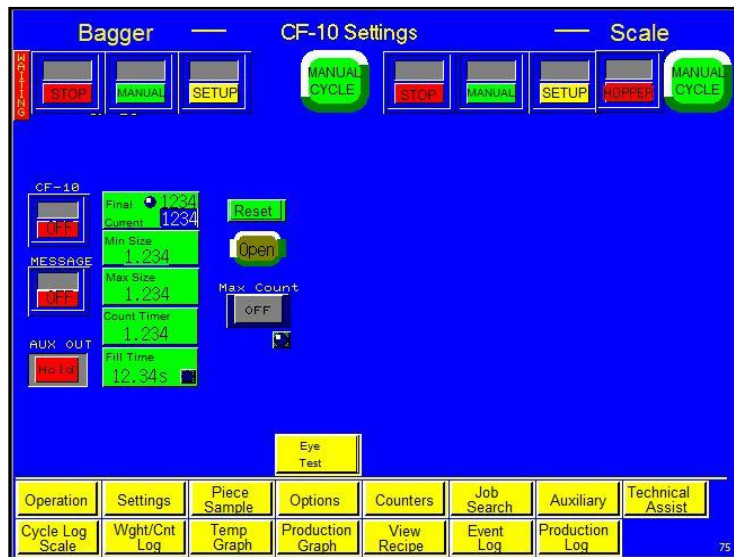 Bagger — CF-10 Settings — Scale
WAITING
STOP MANUAL SETUP MANUAL CYCLE STOP MANUAL SETUP HOPPER MANUAL CYCLE
CF-10
OFF
Final 1234
Current 1234
Reset
Min Size
1.234
Open
MESSAGE
OFF
Max Size
1.234
Max Count
OFF
Count Timer
1.234
AUX OUT
Hold
Fill Time
12.34s
Eye
Test
Operation Settings Piece Sample Options Counters Job Search Auxiliary Technical Assist
Cycle Log Scale Wght/Cnt Log Temp Graph Production Graph View Recipe Event Log Production Log
75